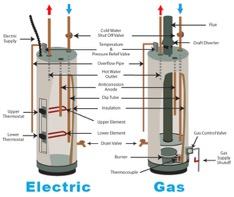 Electric
Supply
Cold Water
Shut Off Valve
Flue
Temperature
& Pressure Relief Valve
Draft Diverter
Overflow Pipe
Hot Water
Outlet
Anticorrosion
Anode
Dip Tube
Insulation
Upper
Thermostat
Upper Element
Lower
Thermostat
Lower Element
Gas Control Valve
Drain Valve
Gas
Supply
Shutoff
Burner
Thermocouple
Electric
Gas